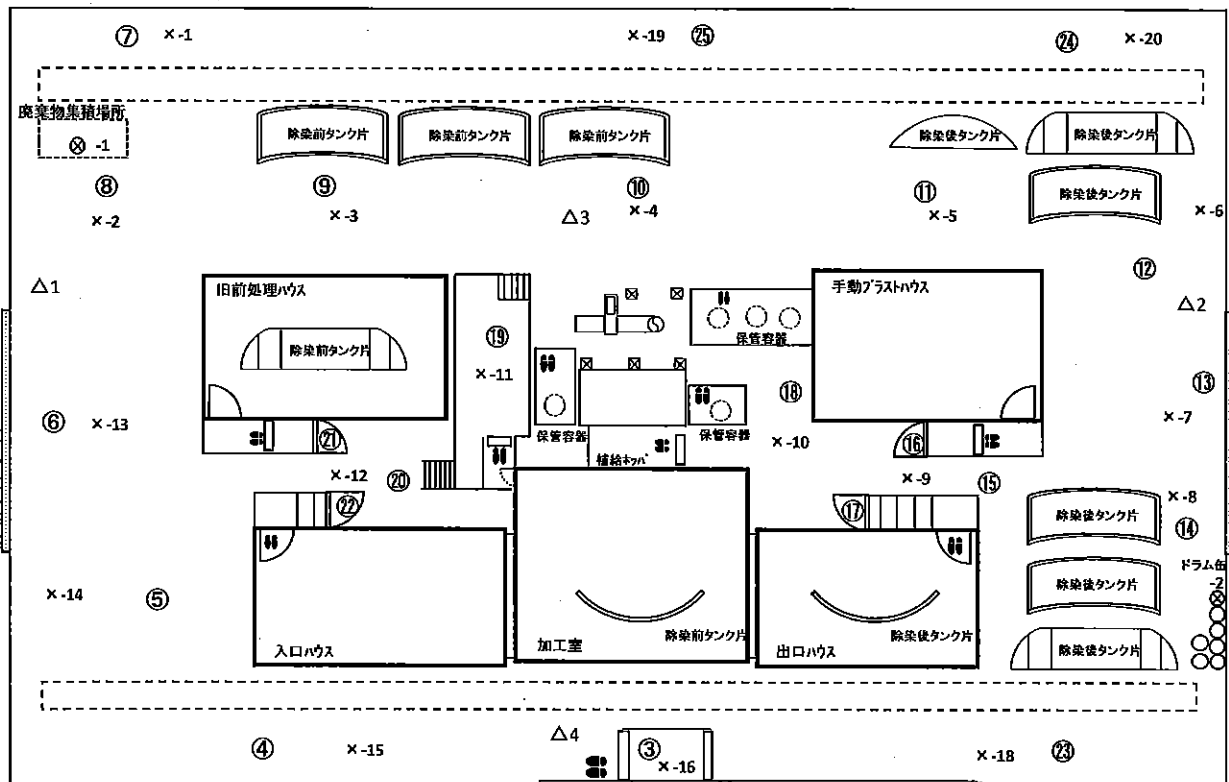 ⑦ ×-1 ×-19 ㉕ ㉔ ×-20
廃棄物集積場所
⊗ -1
除染前タンク片 除染前タンク片 除染前タンク片 除染後タンク片 除染後タンク片
除染後タンク片
⑧ ⑨ ⑩ ⑪
×-2 ×-3 △3 ×-4 ×-5 ×-6
⑫
△1 △2
旧前処理ハウス
手動ブラストハウス
除染前タンク片
⑲
×-11
保管容器
⑱
⑬
⑥ ×-13 ×-7
保管容器 保管容器
㉑ ⑯
補給ホッパ ×-10
×-12 ⑳ ×-9 ⑮
㉒ ⑰
×-8
除染後タンク片 ⑭
ドラム缶
-2
除染後タンク片
×-14 ⑤
入口ハウス
加工室 除染前タンク片
出口ハウス 除染後タンク片
除染後タンク片
④ ×-15 △4 ③ ×-16 ×-18 ㉓